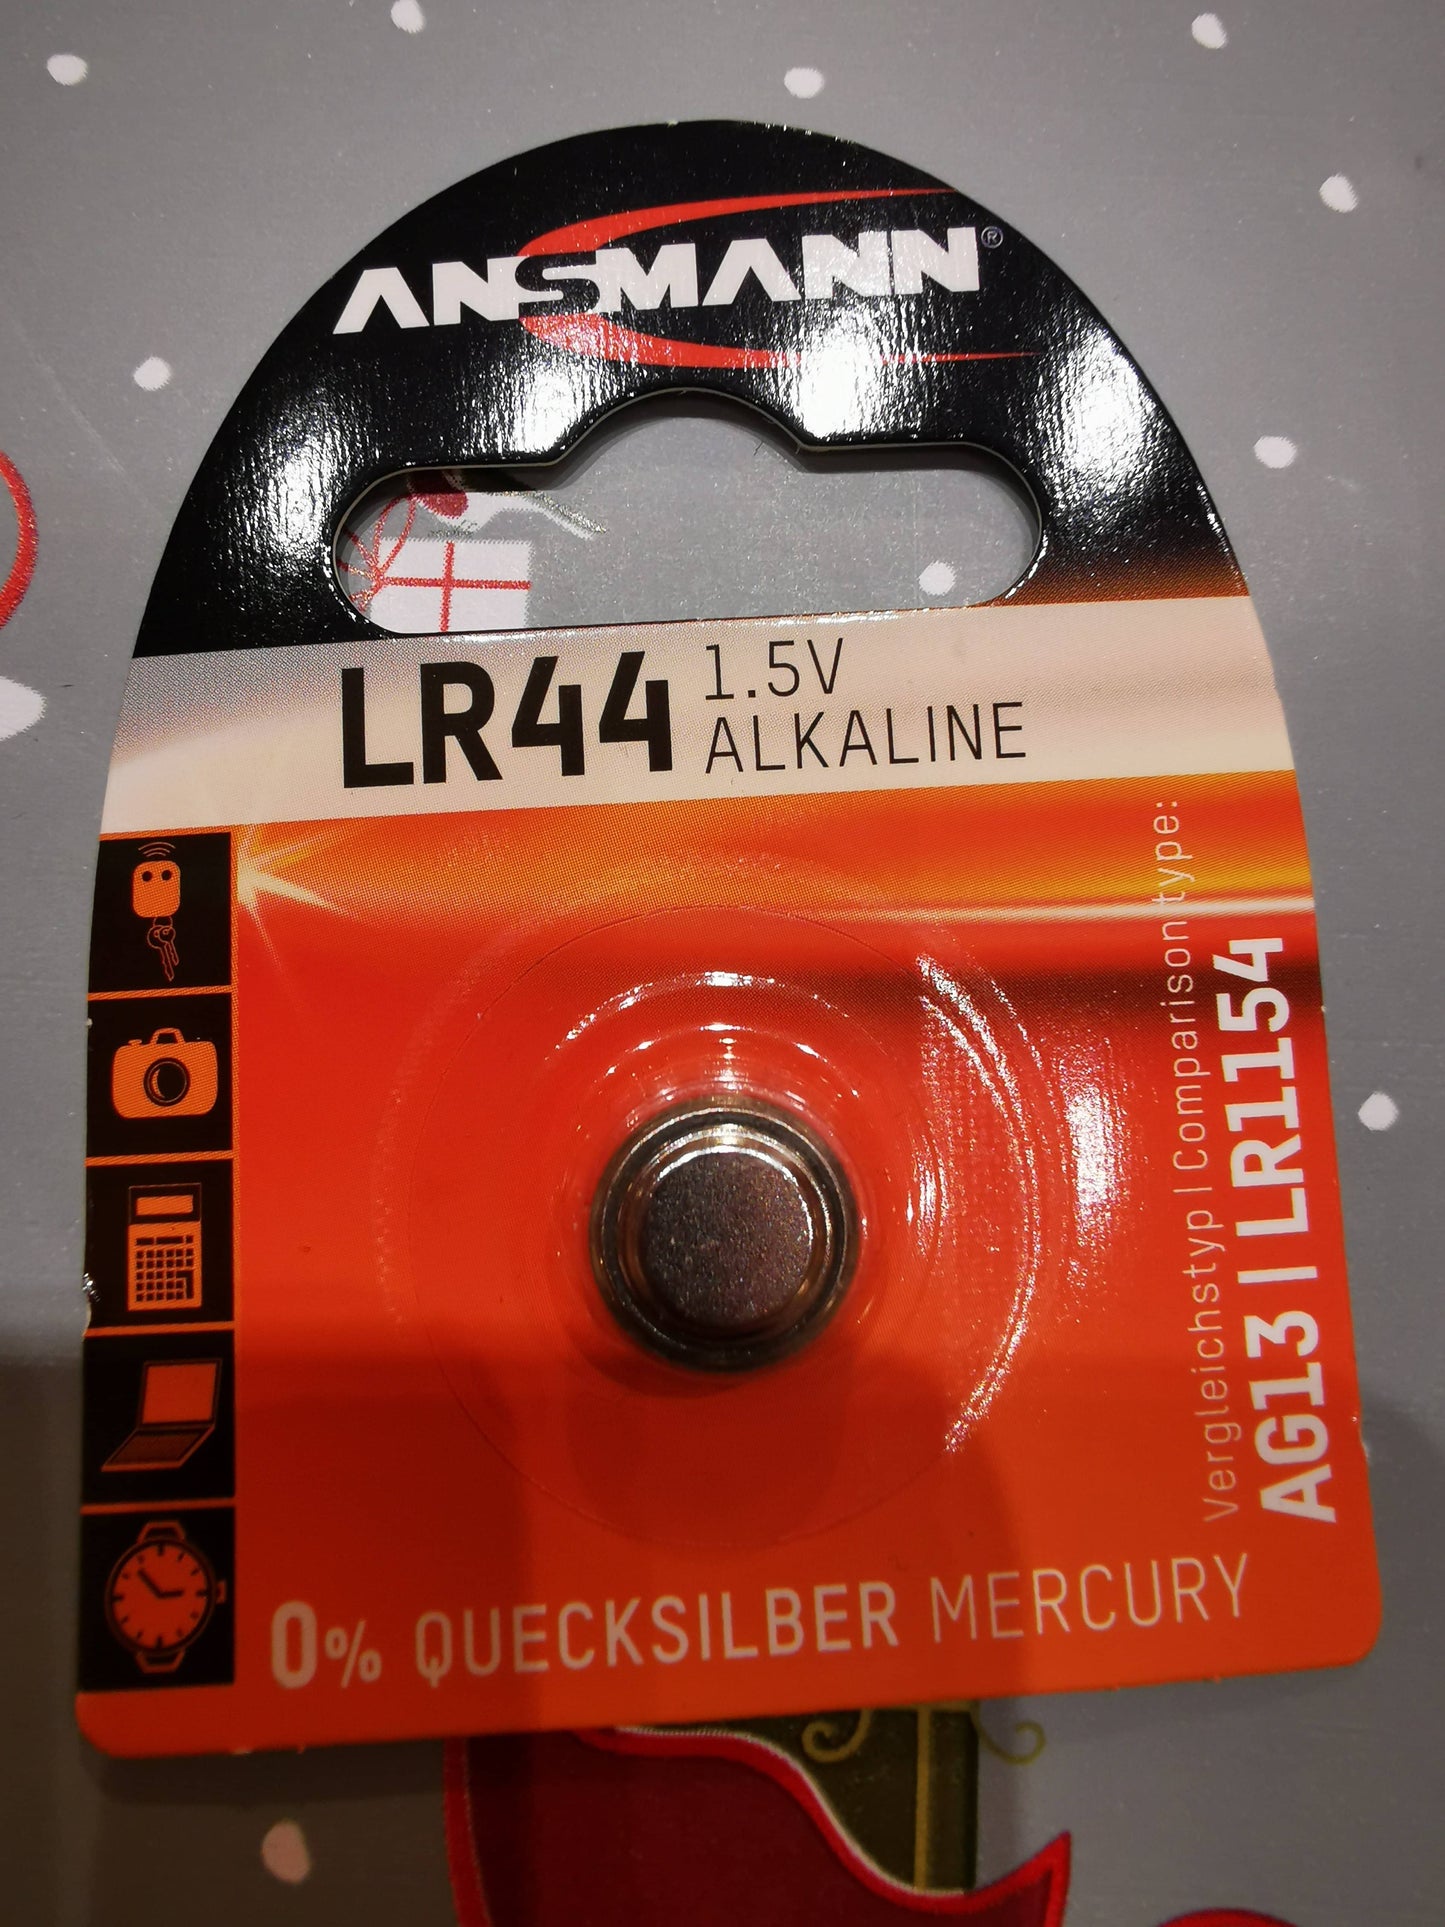 ANSMANN®
LR44
1.5V
ALKALINE
Vergleichstyp | Comparison type:
AG13 | LR1154
0% QUECKSILBER MERCURY